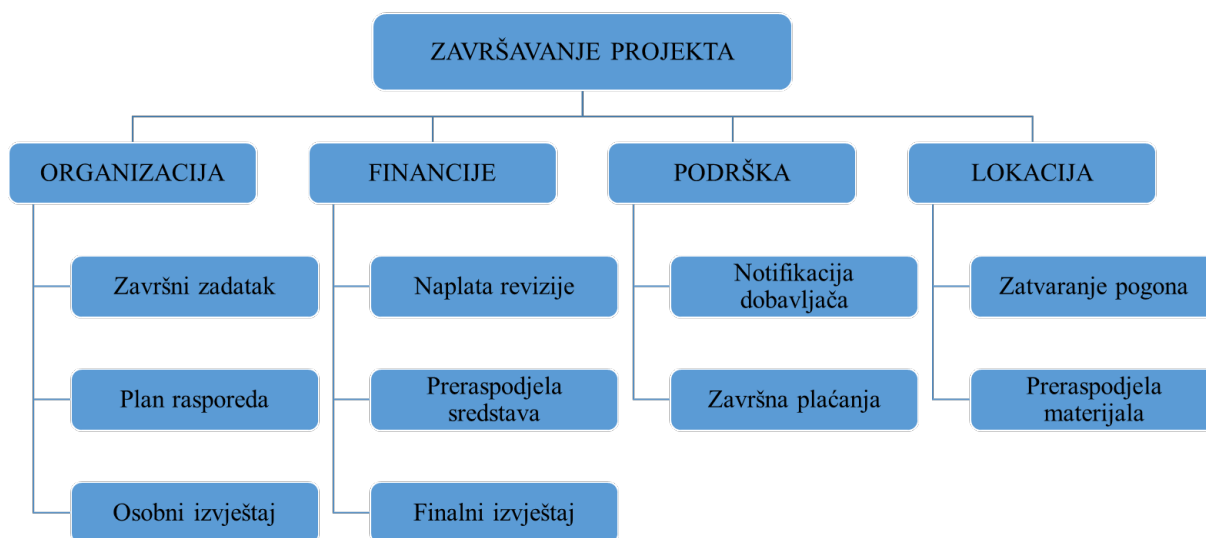 ZAVRŠAVANJE PROJEKTA
ORGANIZACIJA
FINANCIJE
PODRŠKA
LOKACIJA
Završni zadatak
Naplata revizije
Notifikacija
dobavljača
Zatvaranje pogona
Plan rasporeda
Preraspodjela
sredstava
Završna plaćanja
Preraspodjela
materijala
Osobni izvještaj
Finalni izvještaj